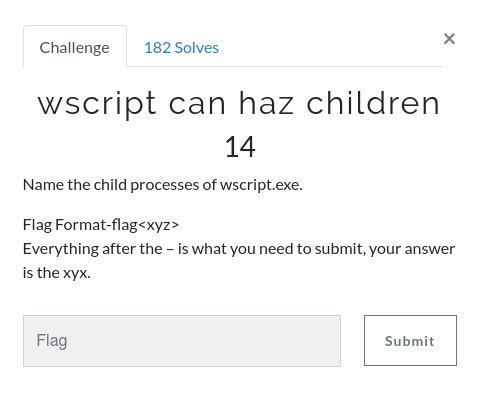 Challenge
182 Solves
×
wscript can haz children
14
Name the child processes of wscript.exe.
Flag Format-flag<xyz>
Everything after the – is what you need to submit, your answer
is the xyx.
Flag
Submit